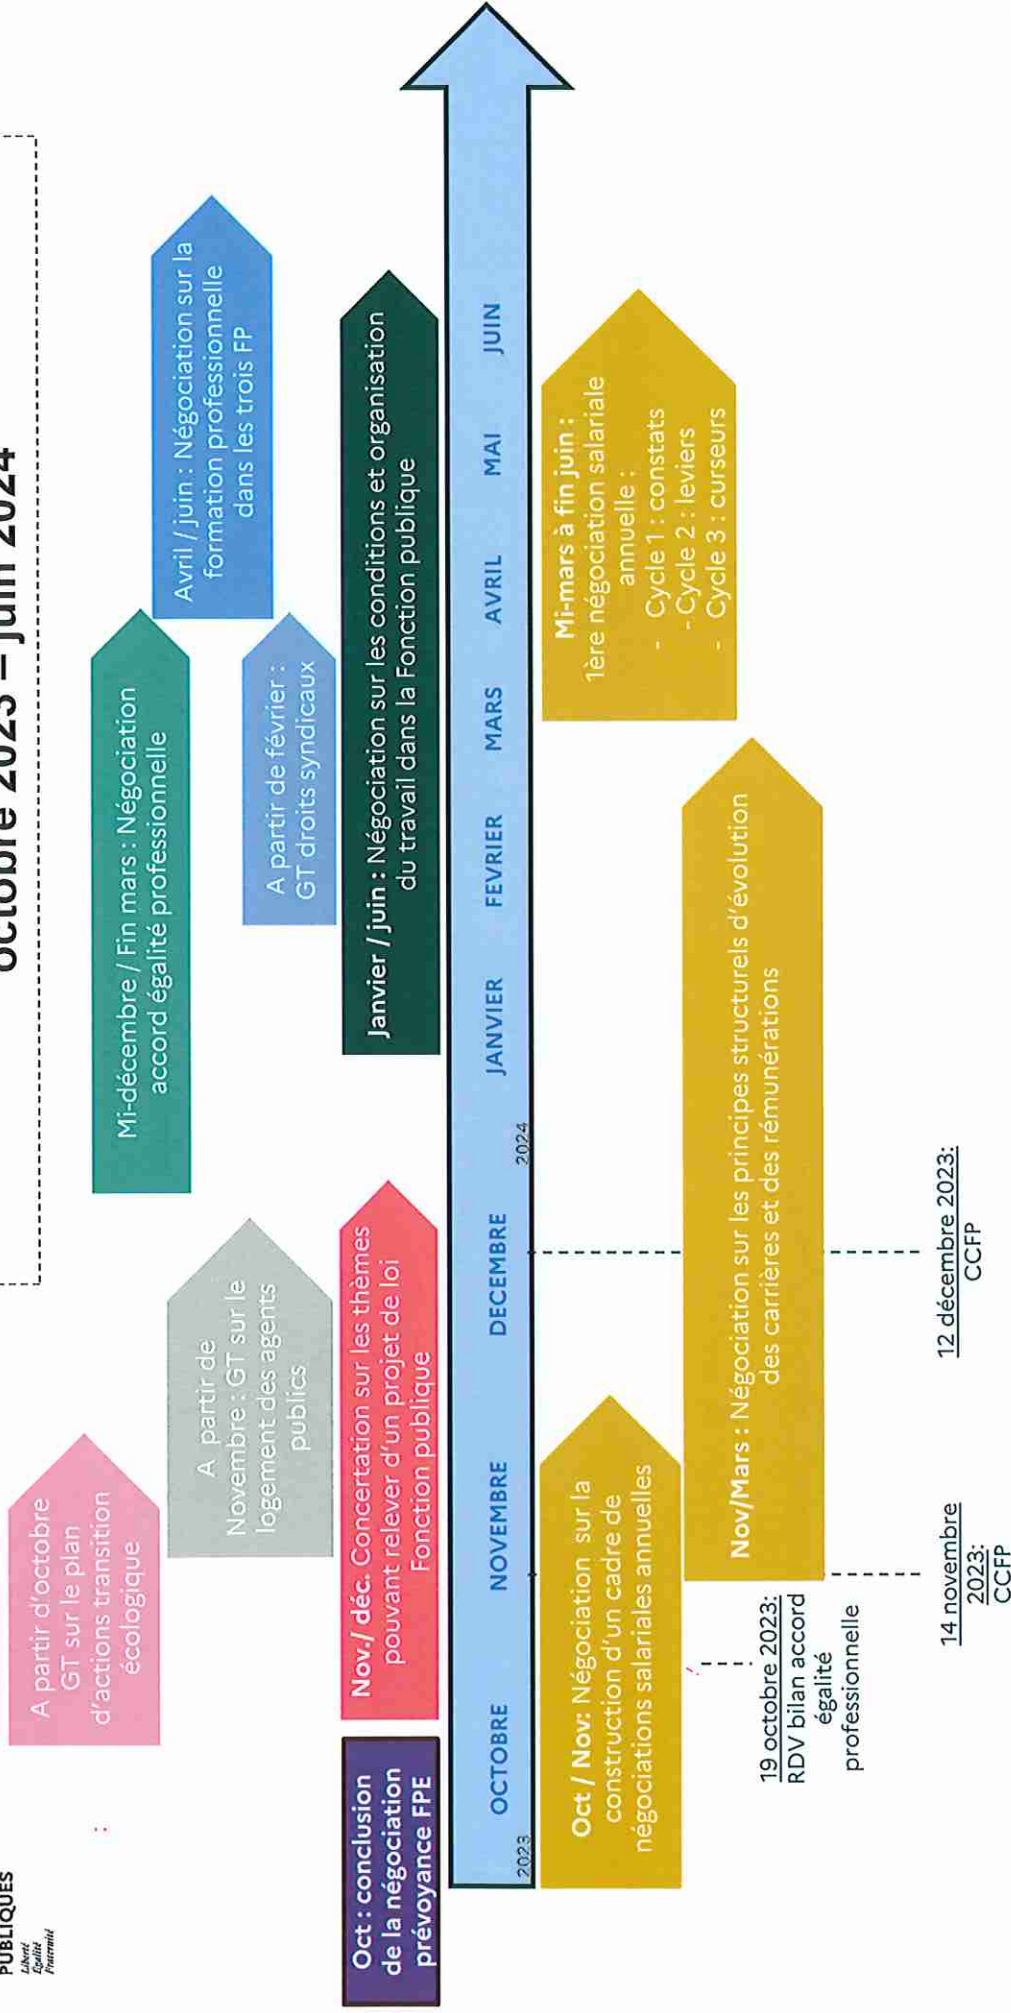 PUBLIQUES
Liberté
Égalité
Fraternité
octobre 2023 – juin 2024
A partir d'octobre
GT sur le plan
d'actions transition
écologique
:
A partir de
Novembre : GT sur le
logement des agents
publics
Mi-décembre / Fin mars : Négociation
accord égalité professionnelle
Avril / juin : Négociation sur la
formation professionnelle
dans les trois FP
A partir de février :
GT droits syndicaux
Oct : conclusion
de la négociation
prévoyance FPE
Nov./ déc. Concertation sur les thèmes
pouvant relever d'un projet de loi
Fonction publique
Janvier / juin : Négociation sur les conditions et organisation
du travail dans la Fonction publique
OCTOBRE NOVEMBRE DECEMBRE JANVIER FEVRIER MARS AVRIL MAI JUIN
2023 2024
Oct / Nov: Négociation sur la
construction d'un cadre de
négociations salariales annuelles
Mi-mars à fin juin :
1ère négociation salariale
annuelle :
- Cycle 1 : constats
- Cycle 2 : leviers
- Cycle 3 : curseurs
Nov/Mars : Négociation sur les principes structurels d'évolution
des carrières et des rémunérations
19 octobre 2023:
RDV bilan accord
égalité
professionnelle
14 novembre
2023:
CCFP
12 décembre 2023:
CCFP